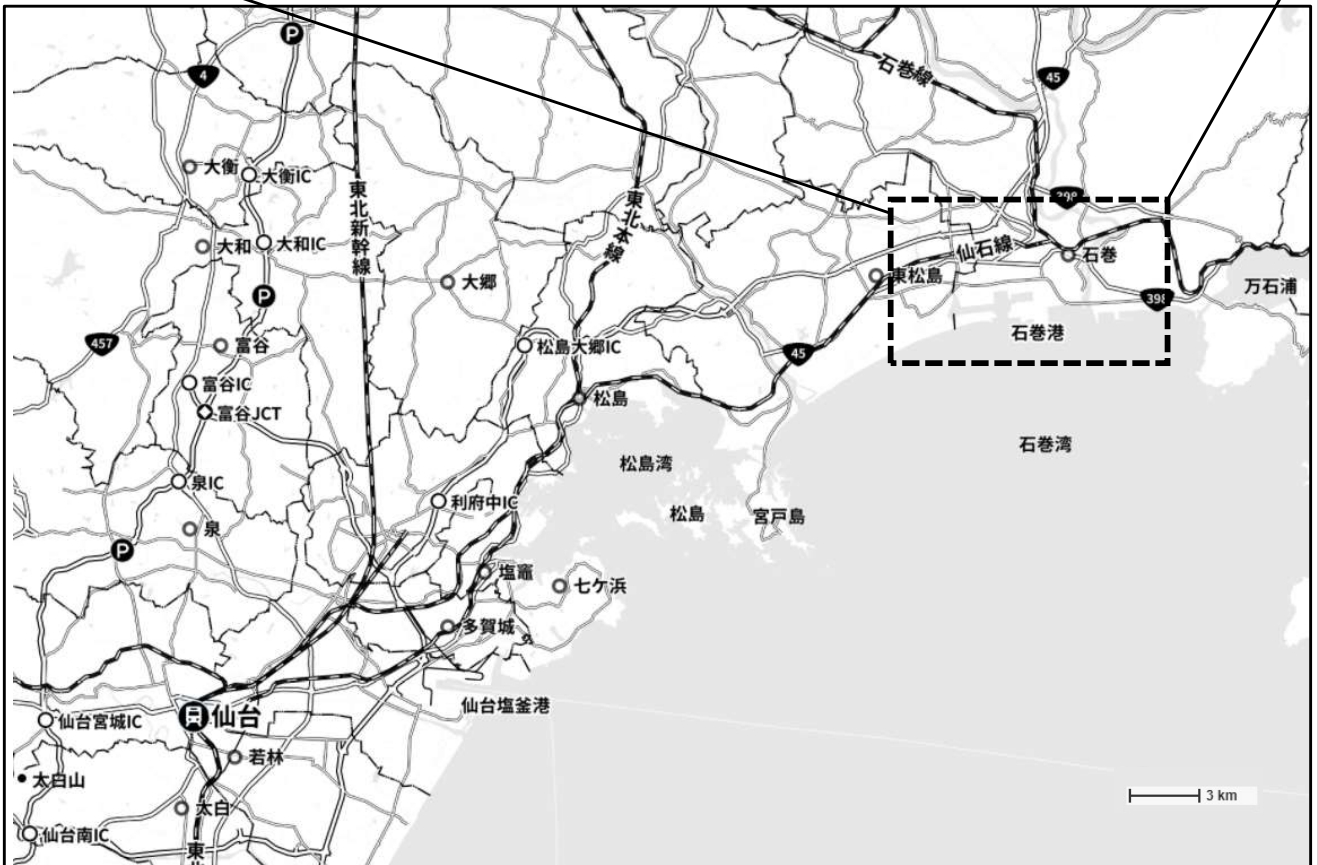 4
P
石巻線
45
大衡
大衡IC
東北新幹線
東北本線
398
大和
大和IC
仙石線
石巻
大郷
東松島
万石浦
P
398
457
富谷
松島大郷IC
45
石巻港
富谷IC
富谷JCT
松島
石巻湾
松島湾
泉IC
利府中IC
松島
宮戸島
泉
P
塩竈
七ケ浜
多賀城
仙台
仙台塩釜港
仙台宮城IC
若林
太白山
3 km
太白
仙台南IC
東北